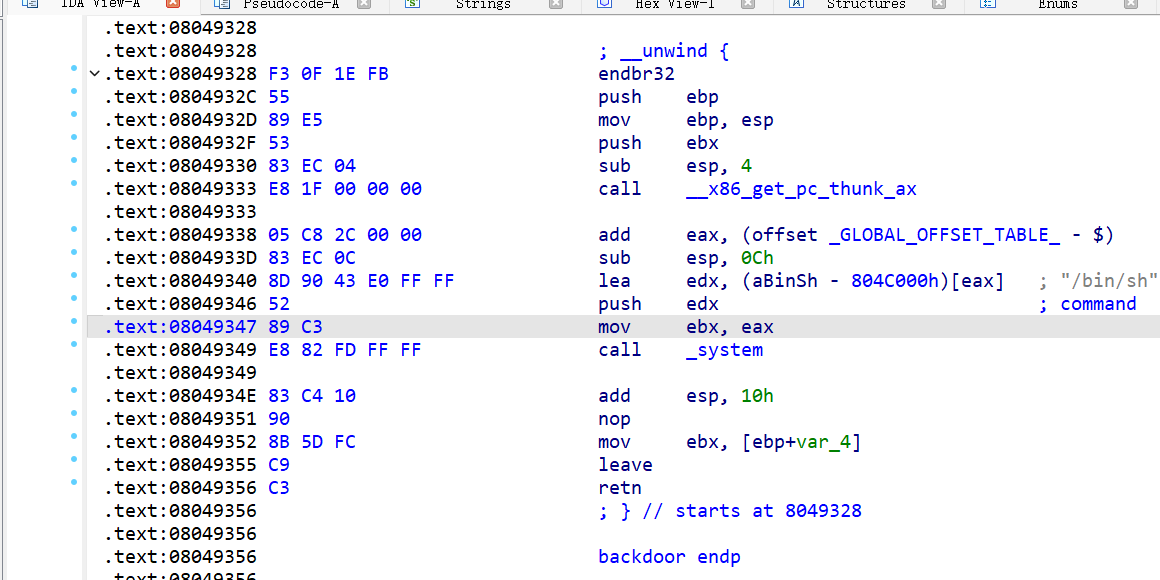 IDA View-A Pseudocode-A Strings Hex View-1 Structures Enums
.text:08049328
.text:08049328 ; __unwind {
.text:08049328 F3 0F 1E FB endbr32
.text:0804932C 55 push ebp
.text:0804932D 89 E5 mov ebp, esp
.text:0804932F 53 push ebx
.text:08049330 83 EC 04 sub esp, 4
.text:08049333 E8 1F 00 00 00 call __x86_get_pc_thunk_ax
.text:08049333
.text:08049338 05 C8 2C 00 00 add eax, (offset _GLOBAL_OFFSET_TABLE_ - $)
.text:0804933D 83 EC 0C sub esp, 0Ch
.text:08049340 8D 90 43 E0 FF FF lea edx, (aBinSh - 804C000h)[eax] ; "/bin/sh"
.text:08049346 52 push edx ; command
.text:08049347 89 C3 mov ebx, eax
.text:08049349 E8 82 FD FF FF call _system
.text:08049349
.text:0804934E 83 C4 10 add esp, 10h
.text:08049351 90 nop
.text:08049352 8B 5D FC mov ebx, [ebp+var_4]
.text:08049355 C9 leave
.text:08049356 C3 retn
.text:08049356 ; } // starts at 8049328
.text:08049356
.text:08049356 backdoor endp
.text:08049356